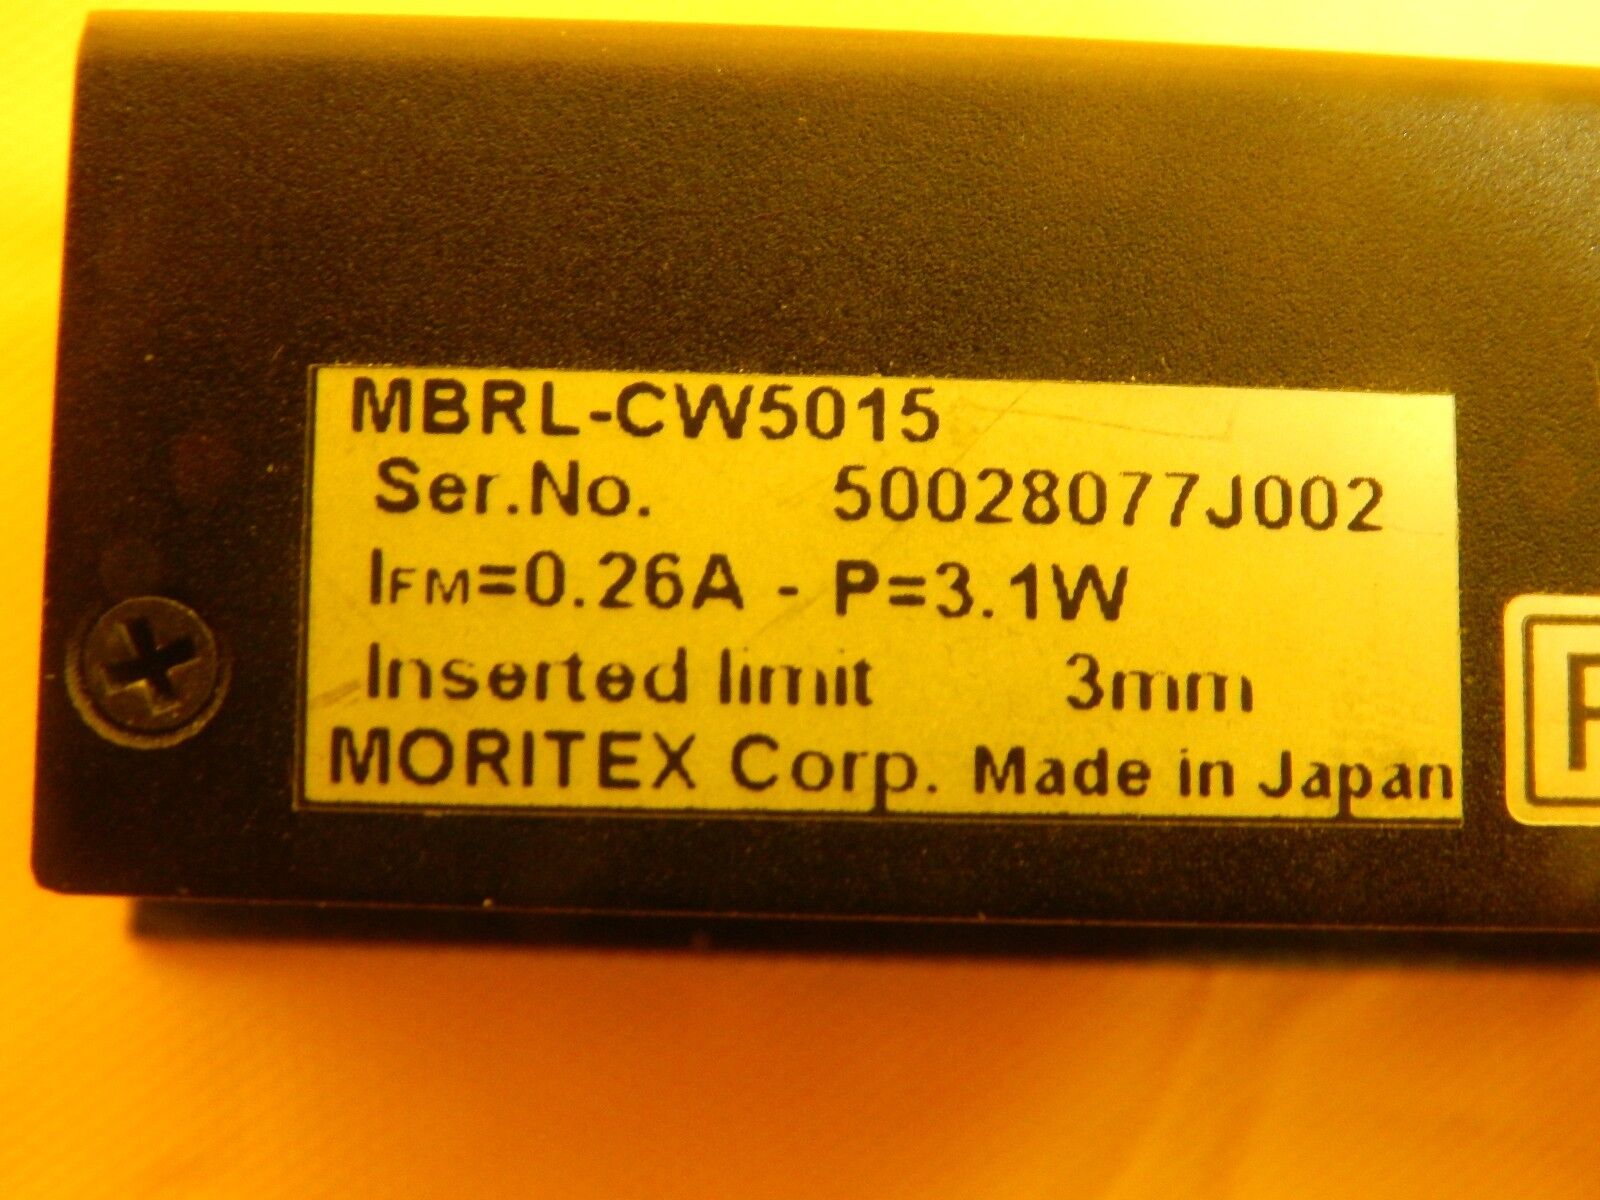 MBRL-CW5015
Ser.No. 50028077J002
IFM=0.26A - P=3.1W
Inserted limit 3mm
MORITEX Corp. Made in Japan